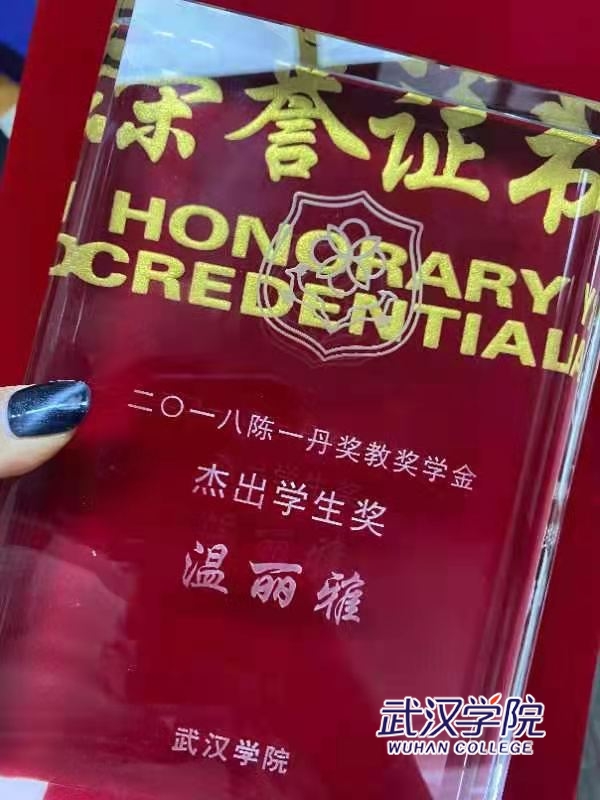 荣誉证书
HONORARY
CREDENTIAL
二〇一八陈一丹奖教奖学金
杰出学生奖
温丽雅
武汉学院
武汉学院
WUHAN COLLEGE